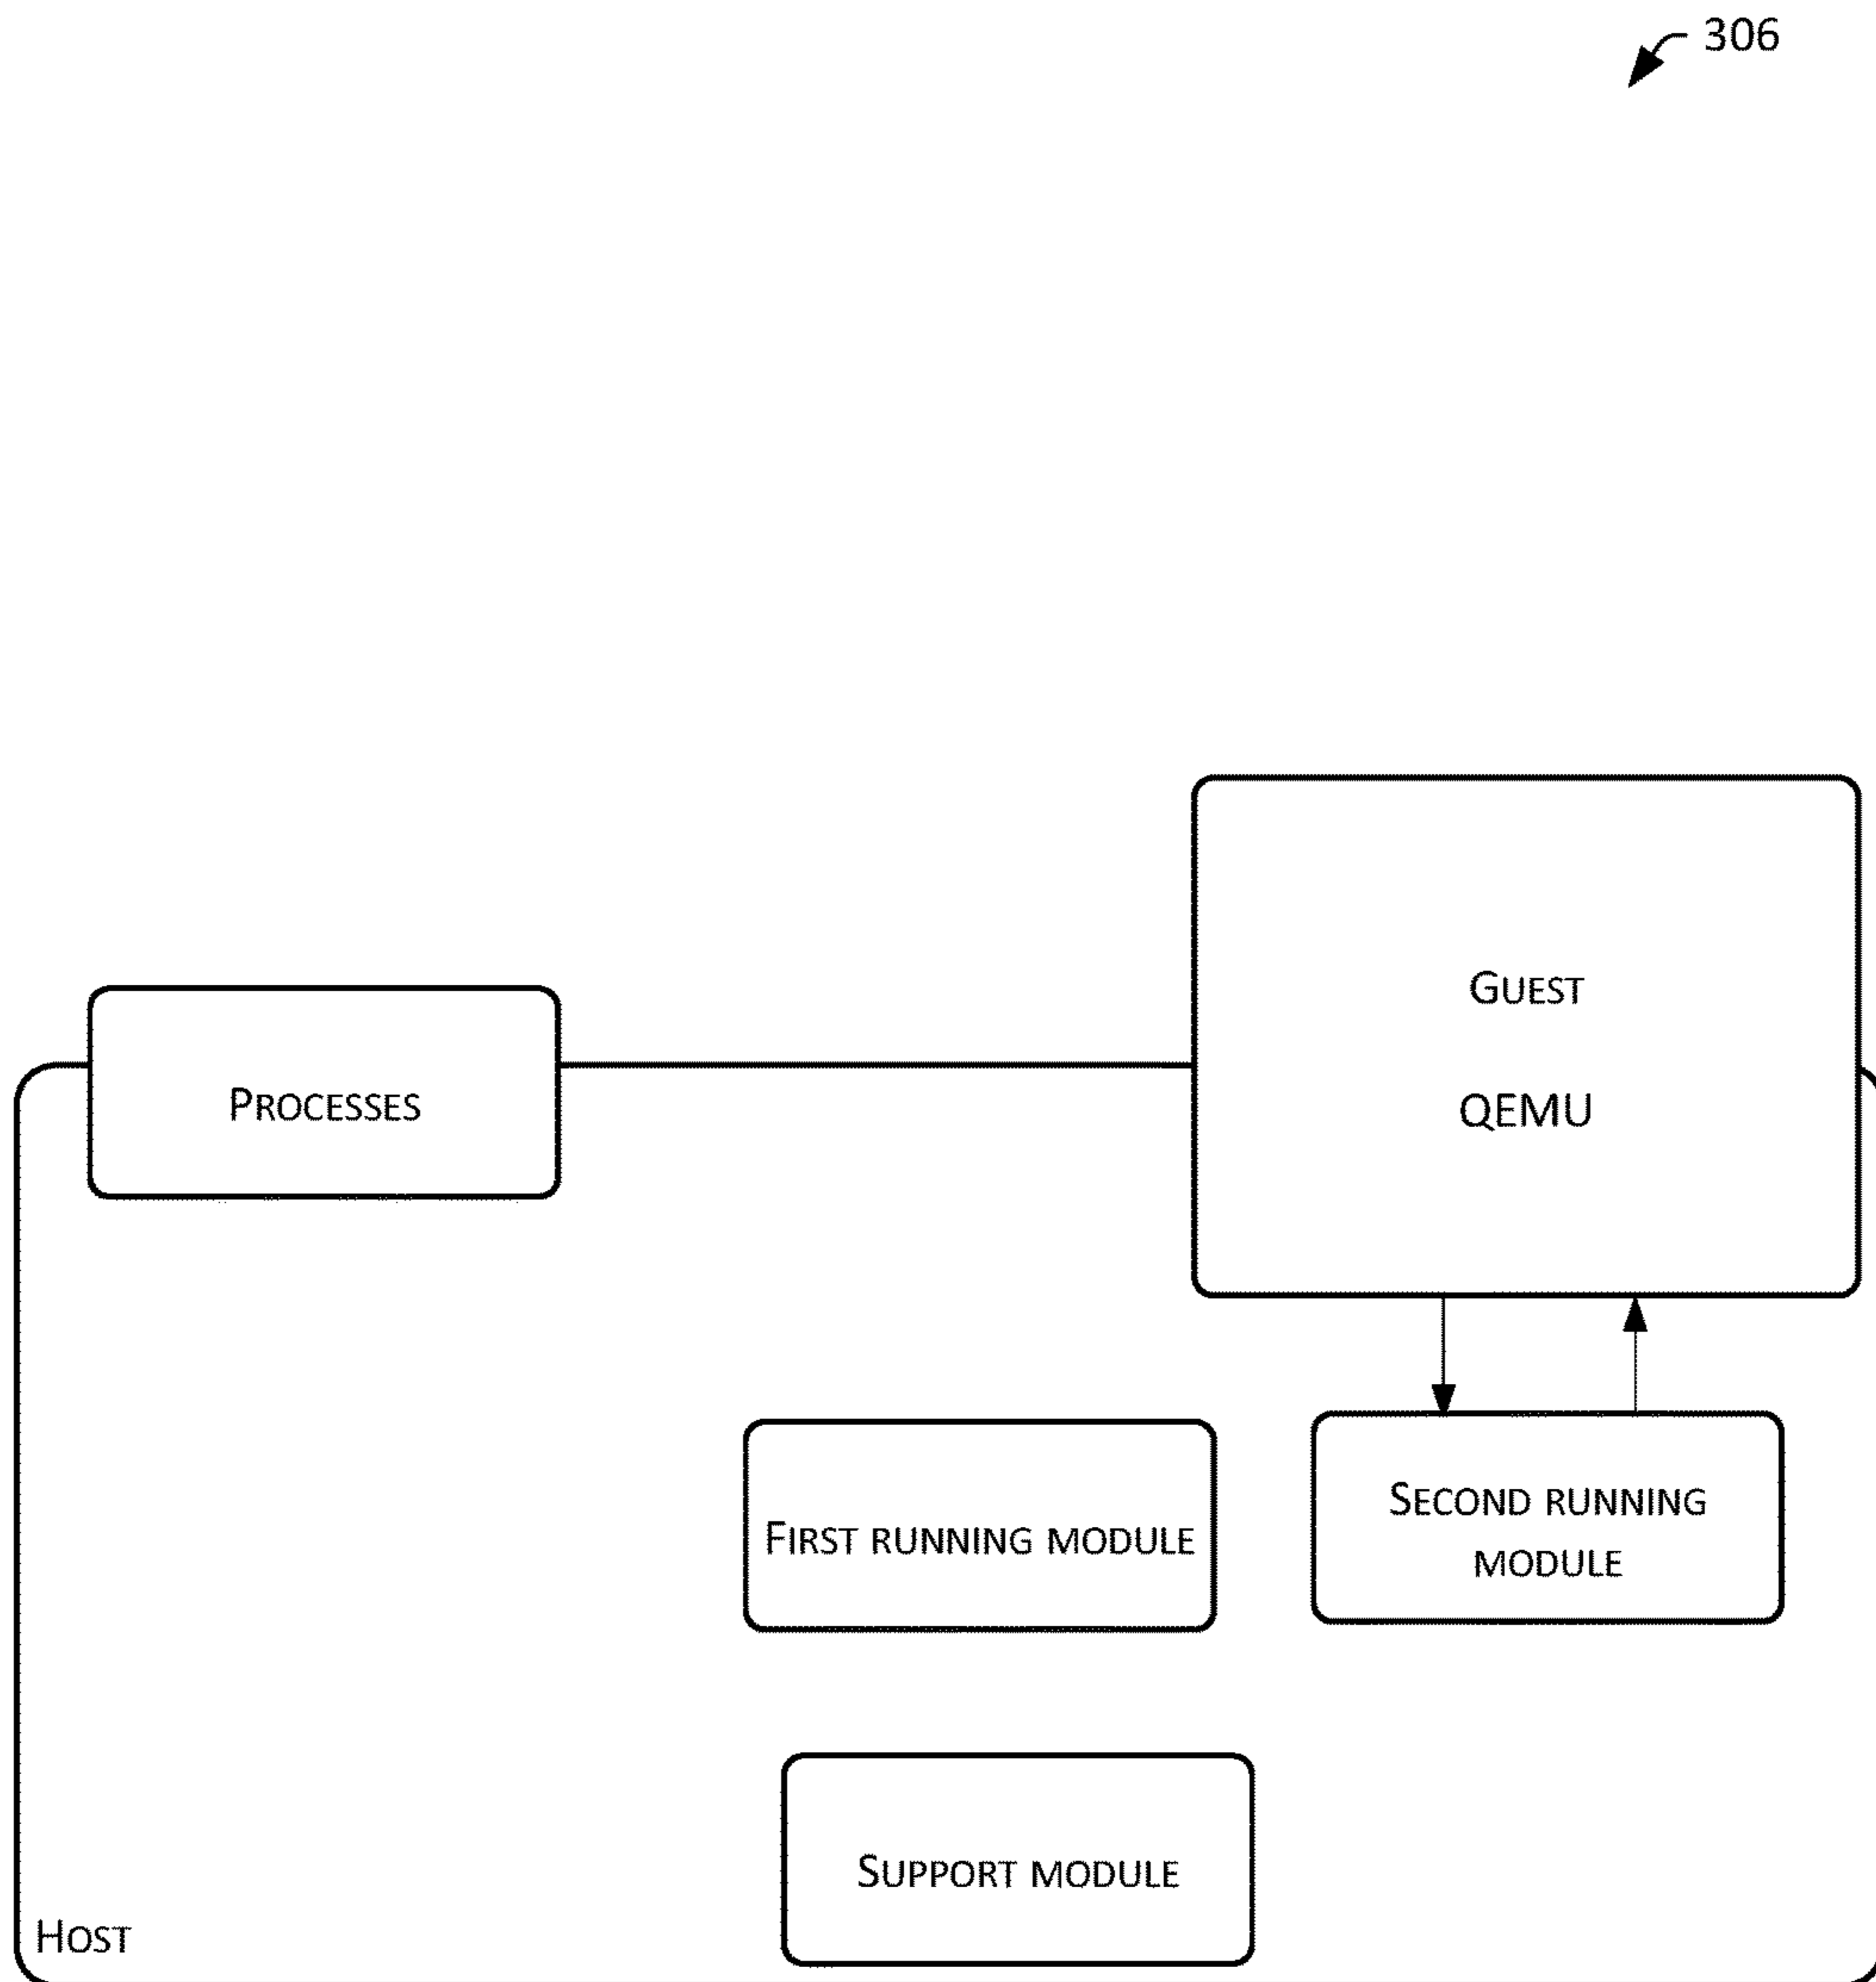 306
GUEST
QEMU
PROCESSES
FIRST RUNNING MODULE
SECOND RUNNING
MODULE
SUPPORT MODULE
HOST